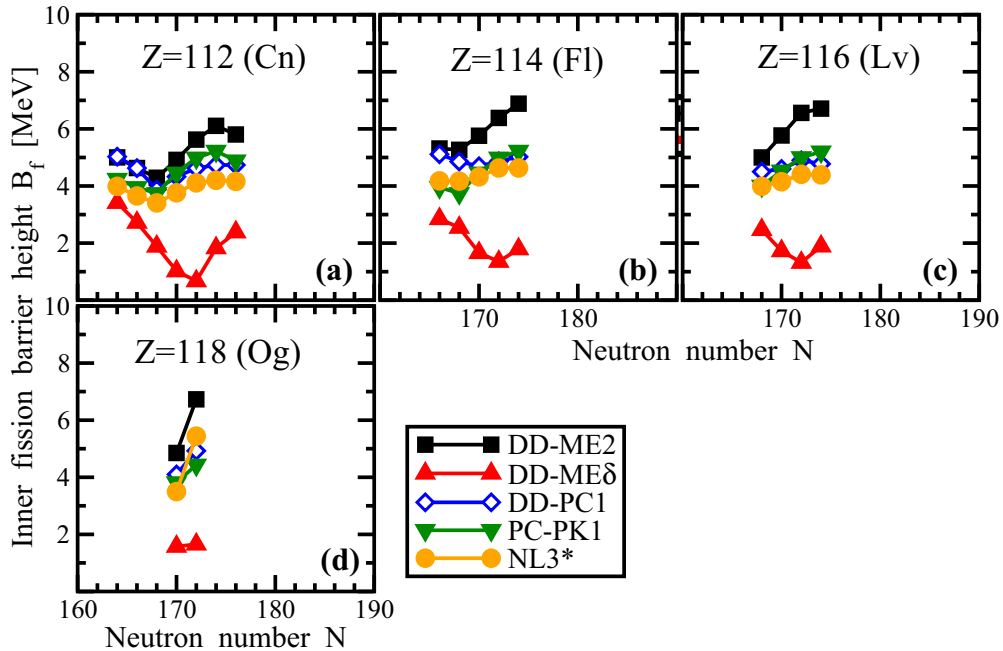 10
8
6
4
2
Z=112 (Cn)
(a)
Z=114 (Fl)
(b)
170
180
Z=116 (Lv)
(c)
170
180
190
Neutron number N
Inner fission barrier height B_f [MeV]
10
8
6
4
2
Z=118 (Og)
(d)
160
170
180
190
Neutron number N
DD-ME2
DD-MEδ
DD-PC1
PC-PK1
NL3*